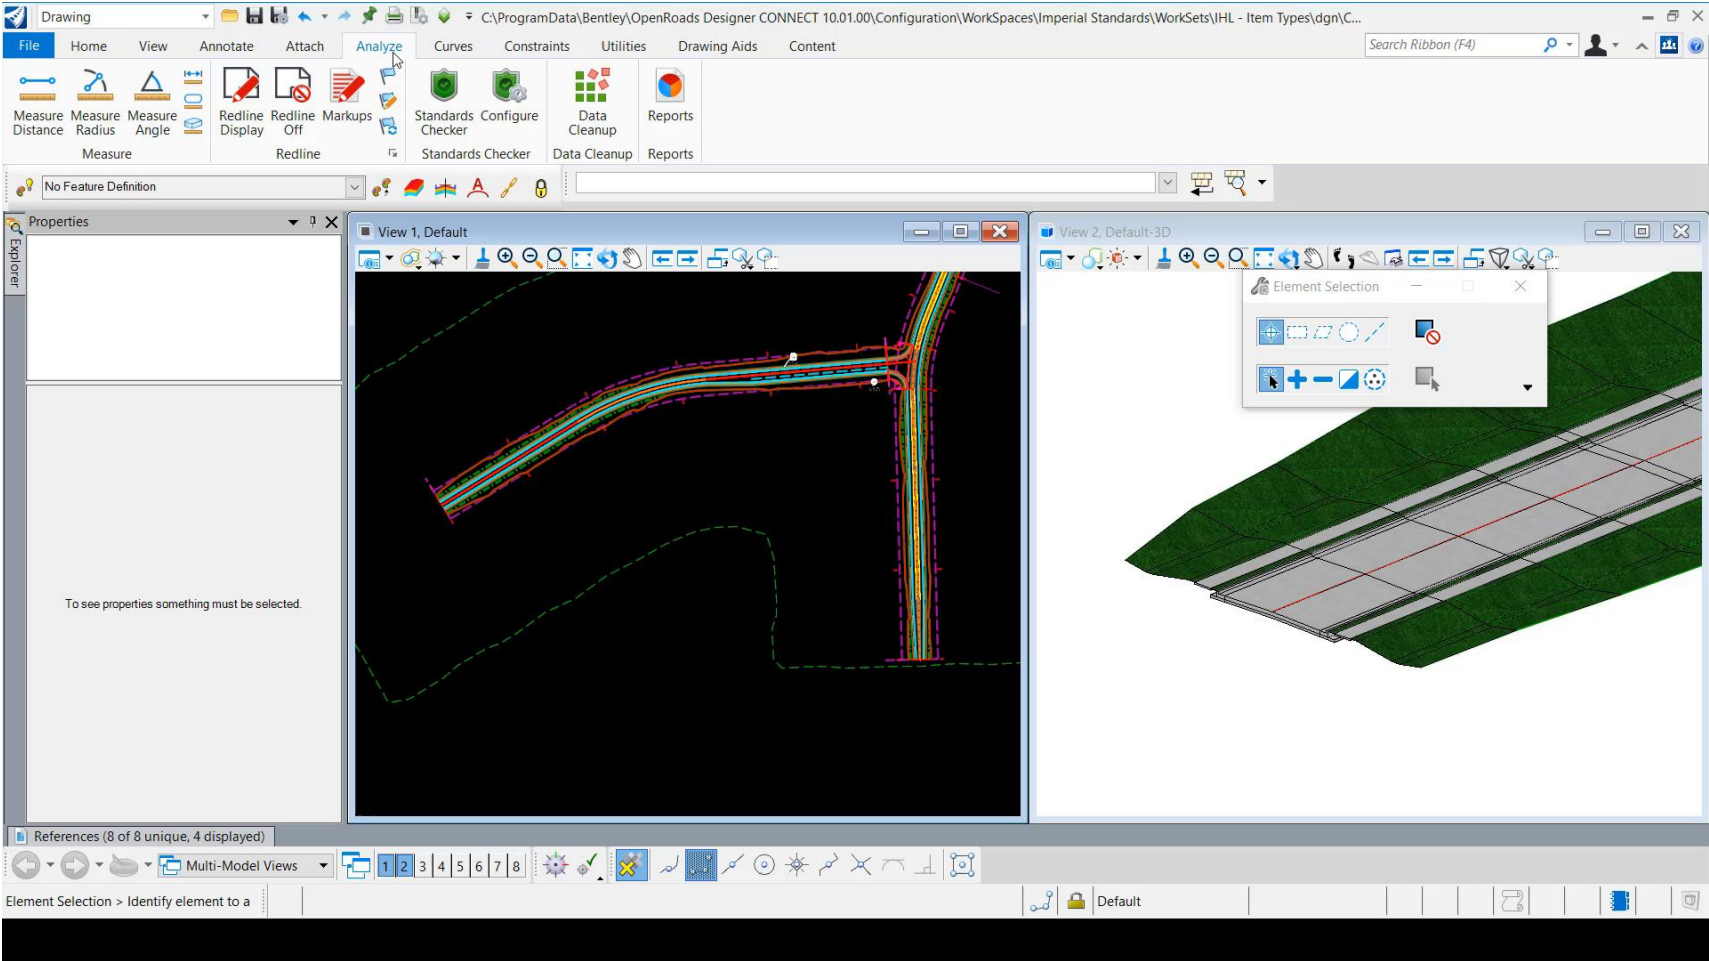 Drawing
C:\ProgramData\Bentley\OpenRoads Designer CONNECT 10.01.00\Configuration\WorkSpaces\Imperial Standards\WorkSets\IHL - Item Types\dgn\C...
File Home View Annotate Attach Analyze Curves Constraints Utilities Drawing Aids Content
Search Ribbon (F4)
Measure Distance
Measure Radius
Measure Angle
Redline Display
Redline Off
Markups
Standards Checker
Configure
Data Cleanup
Reports
Measure
Redline
Standards Checker
Data Cleanup
Reports
No Feature Definition
Explorer
Properties
View 1, Default
View 2, Default-3D
Element Selection
To see properties something must be selected.
References (8 of 8 unique, 4 displayed)
Multi-Model Views
1 2 3 4 5 6 7 8
Element Selection > Identify element to a
Default